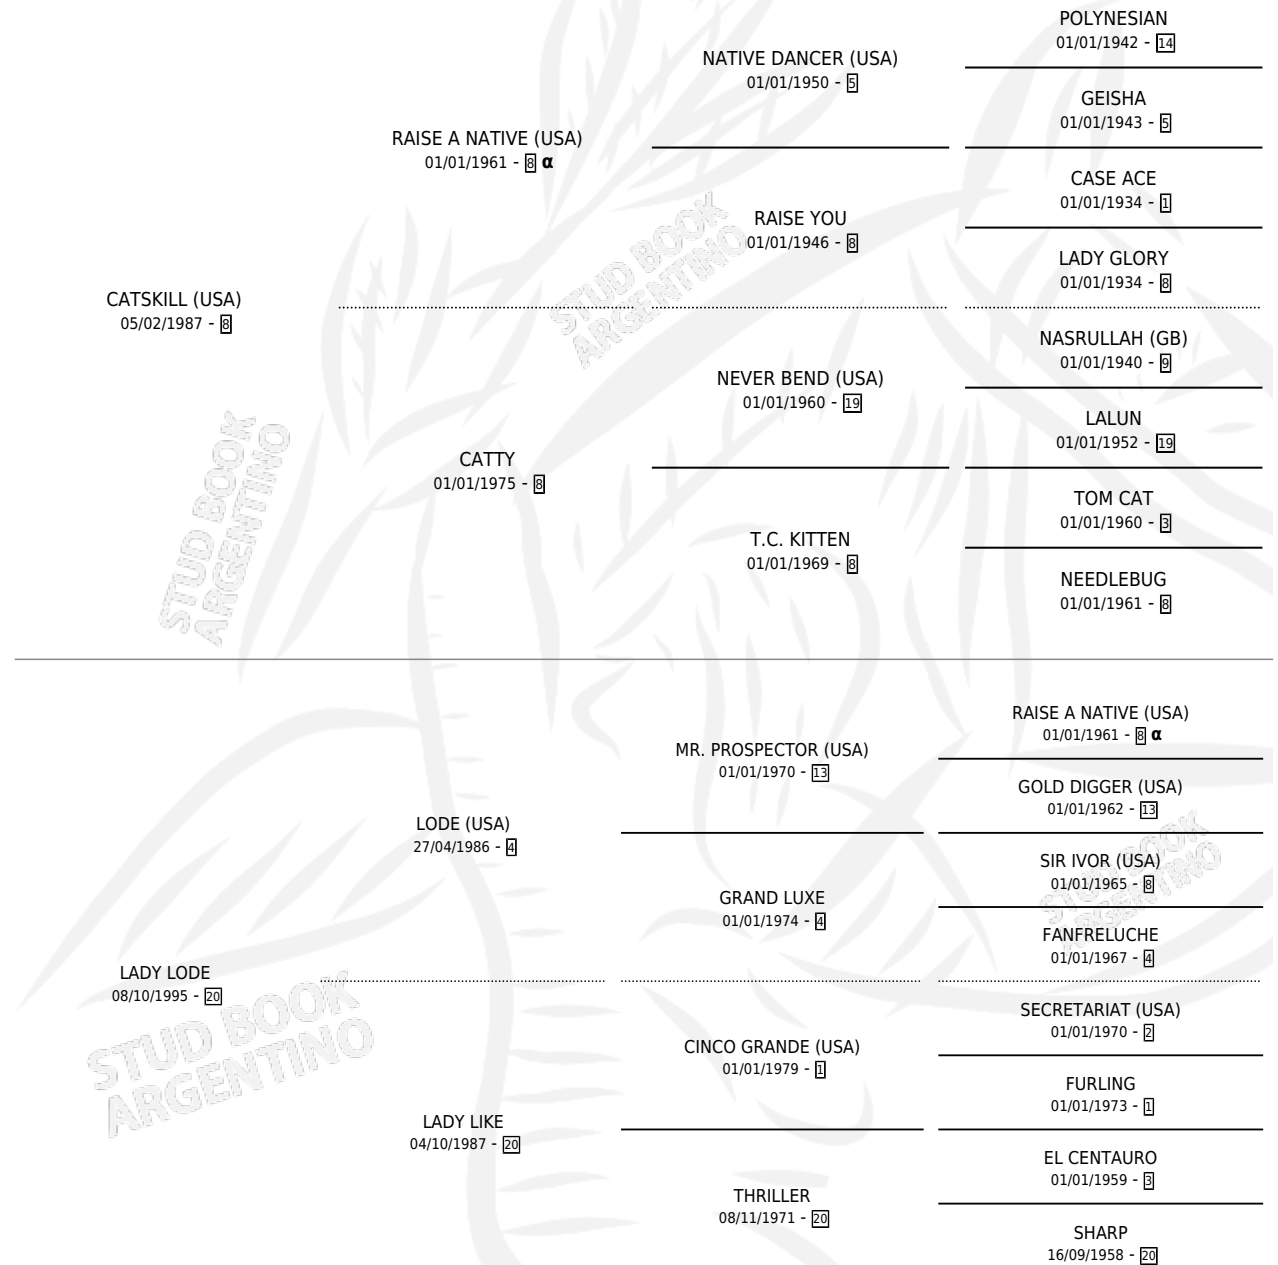 POLYNESIAN
01/01/1942 - 14
NATIVE DANCER (USA)
01/01/1950 - 5
GEISHA
01/01/1943 - 5
RAISE A NATIVE (USA)
01/01/1961 - 8 α
CASE ACE
01/01/1934 - 1
RAISE YOU
01/01/1946 - 8
LADY GLORY
01/01/1934 - 8
CATSKILL (USA)
05/02/1987 - 8
NASRULLAH (GB)
01/01/1940 - 9
NEVER BEND (USA)
01/01/1960 - 19
LALUN
01/01/1952 - 19
CATTY
01/01/1975 - 8
TOM CAT
01/01/1960 - 3
T.C. KITTEN
01/01/1969 - 8
NEEDLEBUG
01/01/1961 - 8
STUD BOOK
ARGENTINO
STUD BOOK
ARGENTINO
RAISE A NATIVE (USA)
01/01/1961 - 8 α
MR. PROSPECTOR (USA)
01/01/1970 - 13
GOLD DIGGER (USA)
01/01/1962 - 13
LODE (USA)
27/04/1986 - 4
SIR IVOR (USA)
01/01/1965 - 8
GRAND LUXE
01/01/1974 - 4
FANFRELUCHE
01/01/1967 - 4
LADY LODE
08/10/1995 - 20
SECRETARIAT (USA)
01/01/1970 - 2
CINCO GRANDE (USA)
01/01/1979 - 1
FURLING
01/01/1973 - 1
LADY LIKE
04/10/1987 - 20
EL CENTAURO
01/01/1959 - 3
THRILLER
08/11/1971 - 20
SHARP
16/09/1958 - 20
STUD BOOK
ARGENTINO
STUD BOOK
ARGENTINO